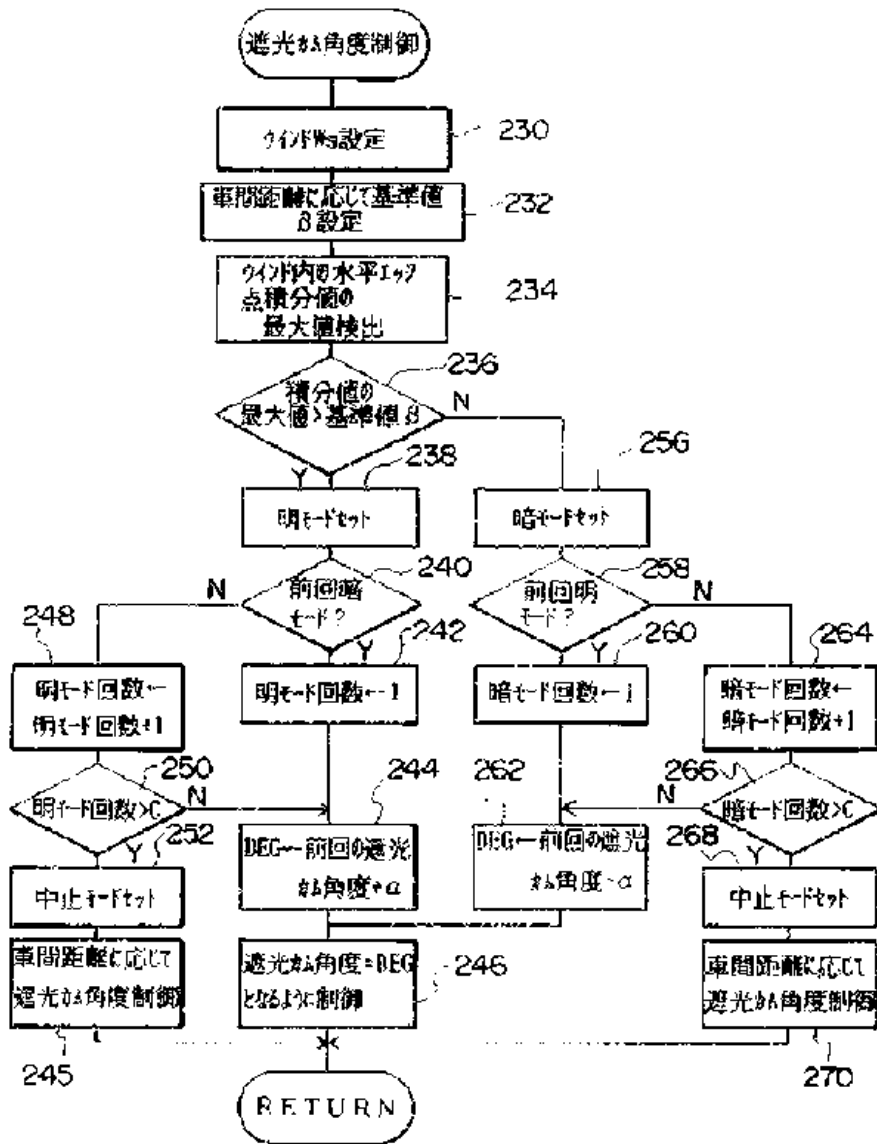 遮光カム角度制御
230
232
車間距離に応じて基準値
β設定
ウインド内の水平エッジ
点積分値の
最大値検出
234
236
積分値の
最大値>基準値β
N
Y
238
256
明モードセット
暗モードセット
240
258
前回暗
モード?
前回明
モード?
N
N
248
242
260
264
Y
Y
明モード回数←
明モード回数+1
明モード回数←1
暗モード回数←1
暗モード回数←
暗モード回数+1
250
244
262
266
明モード回数>C
N
N
暗モード回数>C
252
Y
268
Y
DEG←前回の遮光
カム角度+α
DEG←前回の遮光
カム角度-α
中止モードセット
中止モードセット
車間距離に応じて
遮光カム角度制御
遮光カム角度=DEG
となるように制御
246
車間距離に応じて
遮光カム角度制御
245
270
RETURN